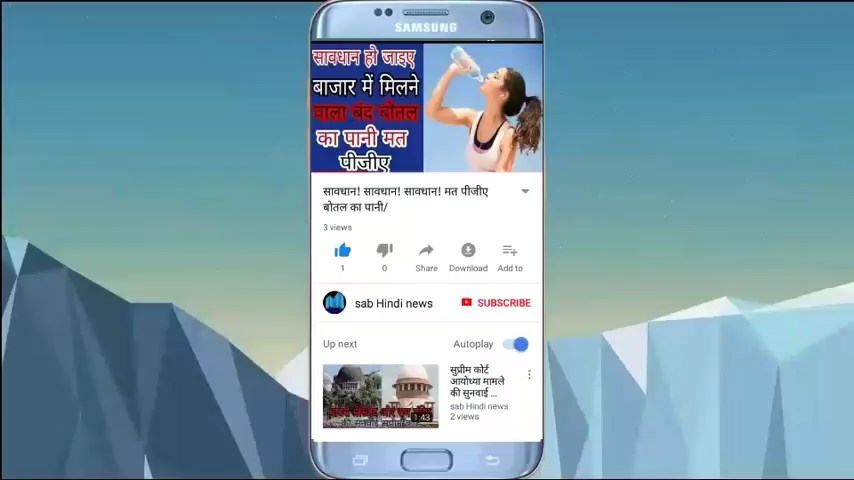 SAMSUNG
सावधान हो जाइए
बाजार में मिलने
वाला बंद बोतल
का पानी मत
पीजीए
सावधान! सावधान! सावधान! मत पीजीए
बोतल का पानी/
3 views
1
0
Share
Download
Add to
sab Hindi news
SUBSCRIBE
Up next
Autoplay
सुप्रीम कोर्ट
आयोध्या मामले
की सुनवाई ...
sab Hindi news
2 views
1:43